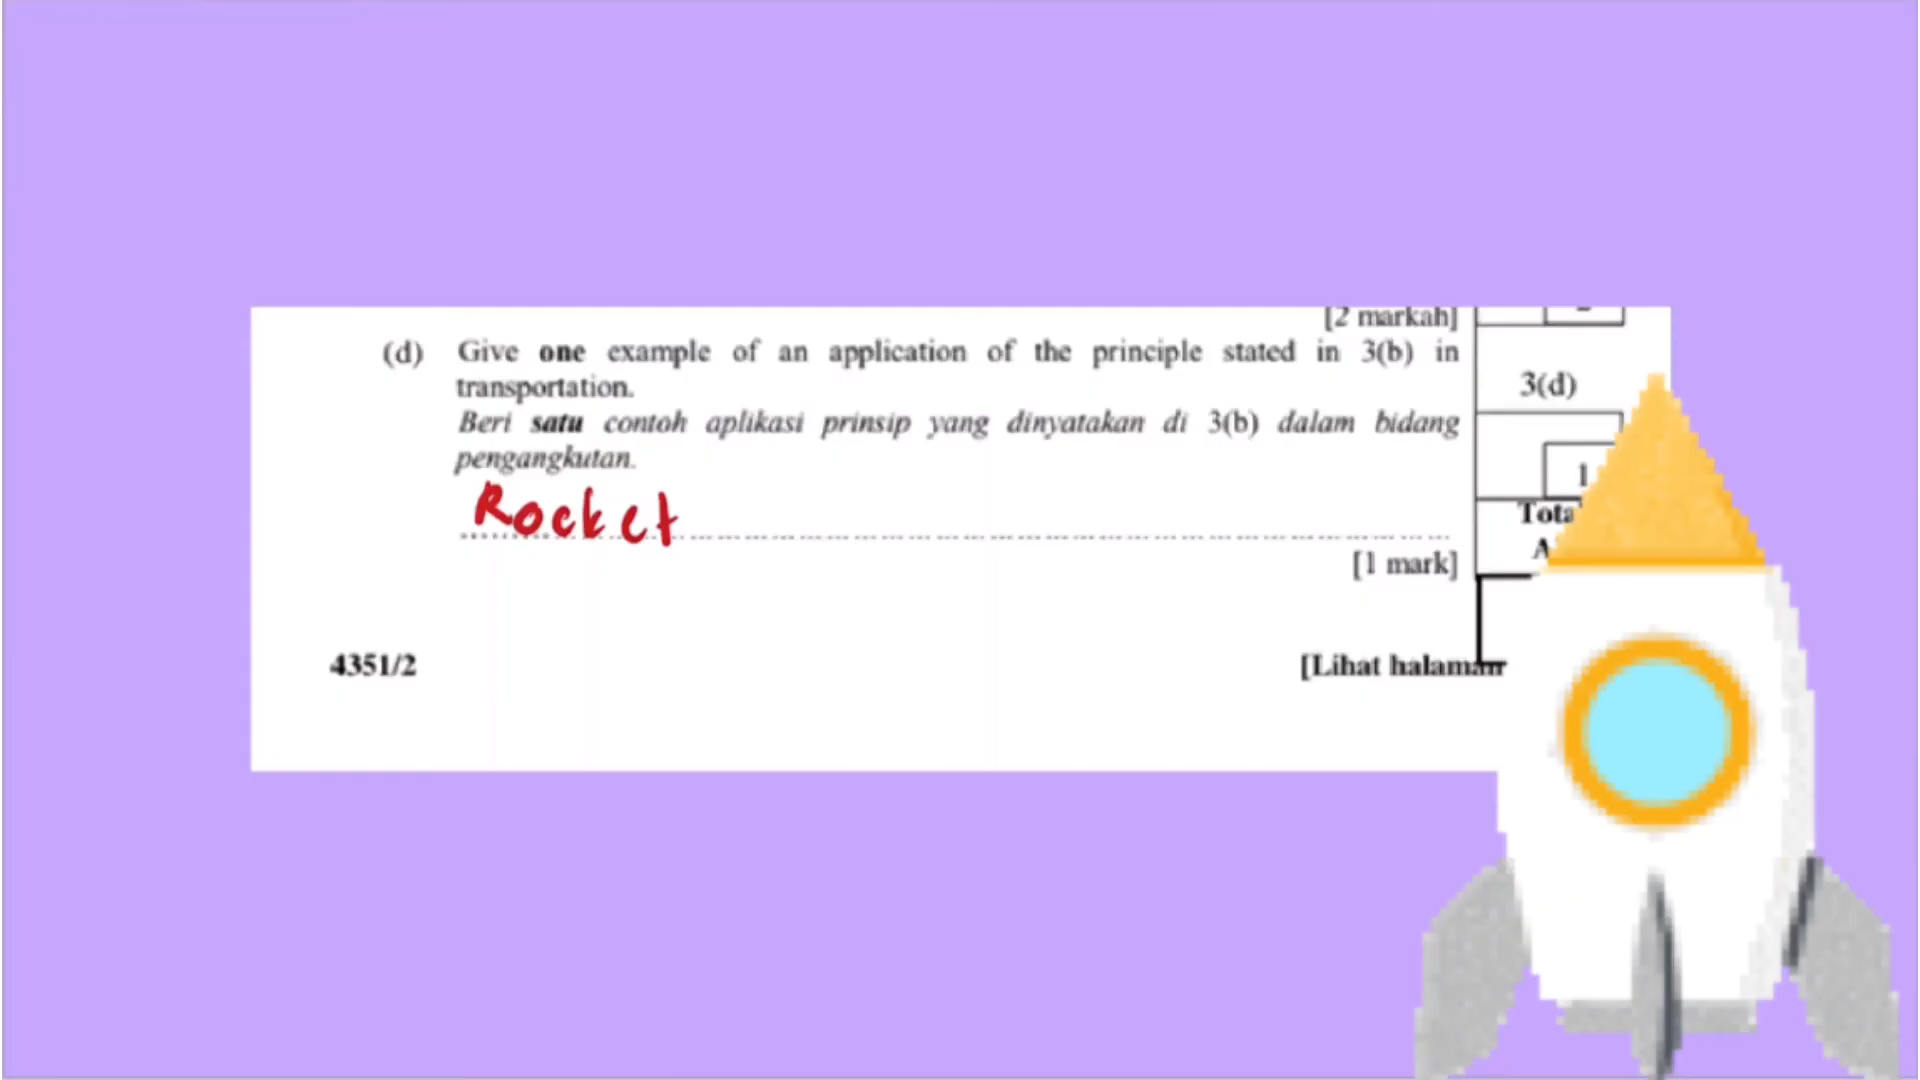 [2 markah]
(d) Give one example of an application of the principle stated in 3(b) in
transportation.
3(d)
Beri satu contoh aplikasi prinsip yang dinyatakan di 3(b) dalam bidang
pengangkutan.
1
Rocket
[1 mark]
4351/2
[Lihat halaman